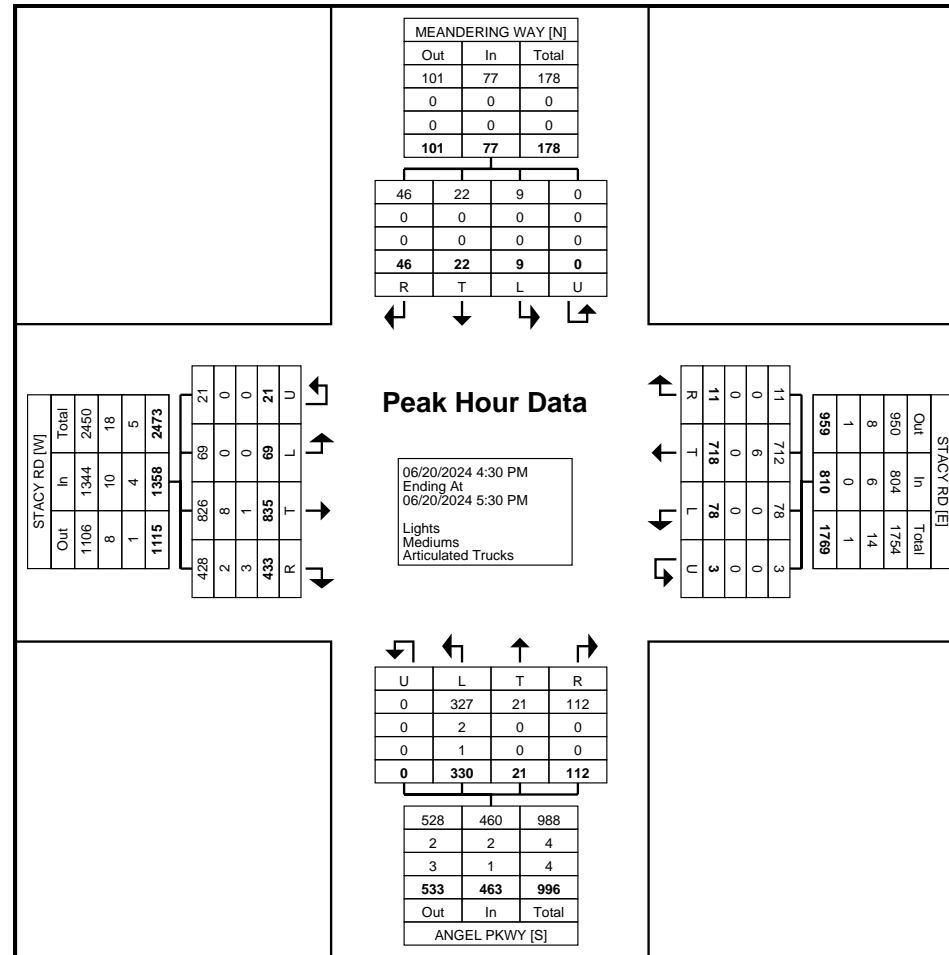 MEANDERING WAY [N]
Out In Total
101 77 178
0 0 0
0 0 0
101 77 178
46 22 9 0
0 0 0 0
0 0 0 0
46 22 9 0
R T L U
STACY RD [W]
Total 2450 18 5 2473
In 1344 10 4 1358
Out 1106 8 1 1115
21 0 0 21 U
69 0 0 69 L
826 8 1 835 T
428 2 3 433 R
Peak Hour Data
06/20/2024 4:30 PM
Ending At
06/20/2024 5:30 PM
Lights
Mediums
Articulated Trucks
R 11 0 0 11
T 718 0 6 712
L 78 0 0 78
U 3 0 0 3
959 1 8 950 Out
810 0 6 804 In
1769 1 14 1754 Total
STACY RD [E]
U L T R
0 327 21 112
0 2 0 0
0 1 0 0
0 330 21 112
528 460 988
2 2 4
3 1 4
533 463 996
Out In Total
ANGEL PKWY [S]